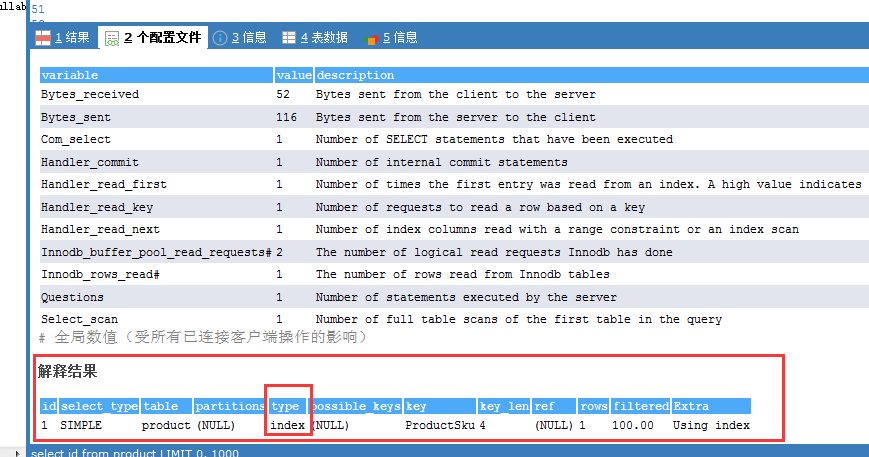 51
1 结果 2 个配置文件 3 信息 4 表数据 5 信息
variable value description
Bytes_received 52 Bytes sent from the client to the server
Bytes_sent 116 Bytes sent from the server to the client
Com_select 1 Number of SELECT statements that have been executed
Handler_commit 1 Number of internal commit statements
Handler_read_first 1 Number of times the first entry was read from an index. A high value indicates
Handler_read_key 1 Number of requests to read a row based on a key
Handler_read_next 1 Number of index columns read with a range constraint or an index scan
Innodb_buffer_pool_read_requests# 2 The number of logical read requests Innodb has done
Innodb_rows_read# 1 The number of rows read from Innodb tables
Questions 1 Number of statements executed by the server
Select_scan 1 Number of full table scans of the first table in the query
# 全局数值（受所有已连接客户端操作的影响）
解释结果
id select_type table partitions type possible_keys key key_len ref rows filtered Extra
1 SIMPLE product (NULL) index (NULL) ProductSku 4 (NULL) 1 100.00 Using index
select id from product LIMIT 0, 1000